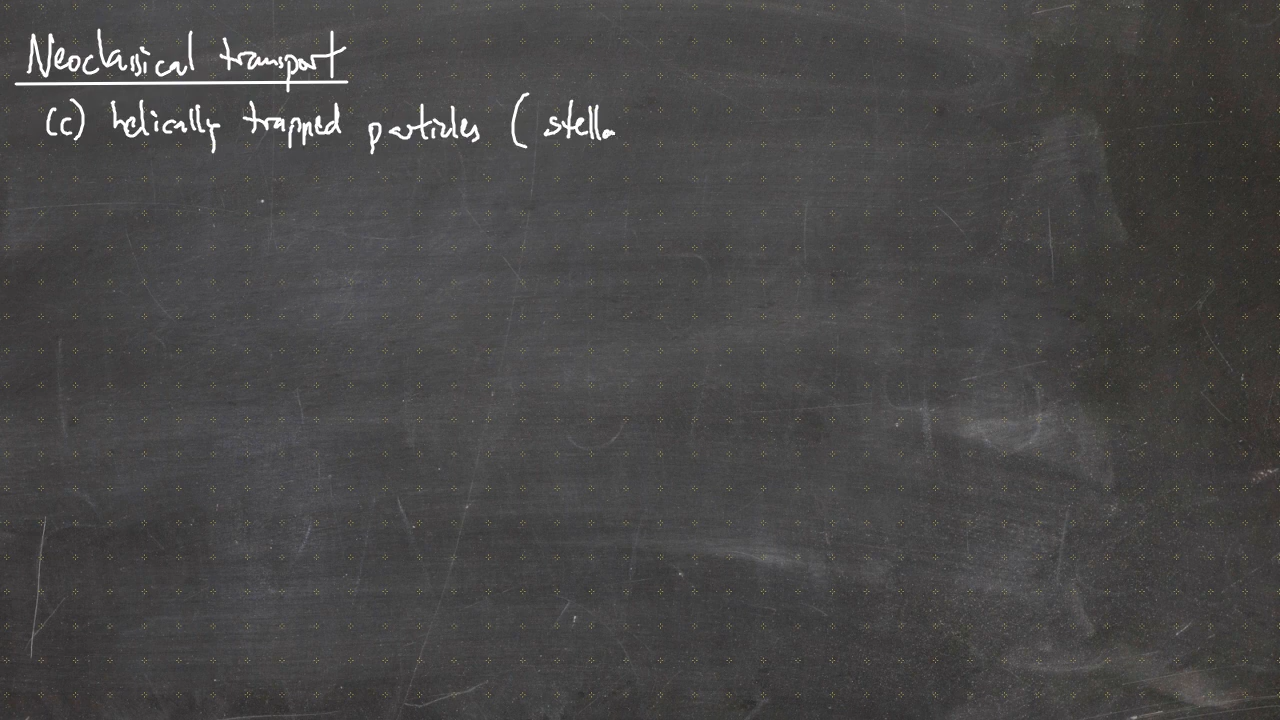 Neoclassical transport
(c) helically trapped particles ( stella